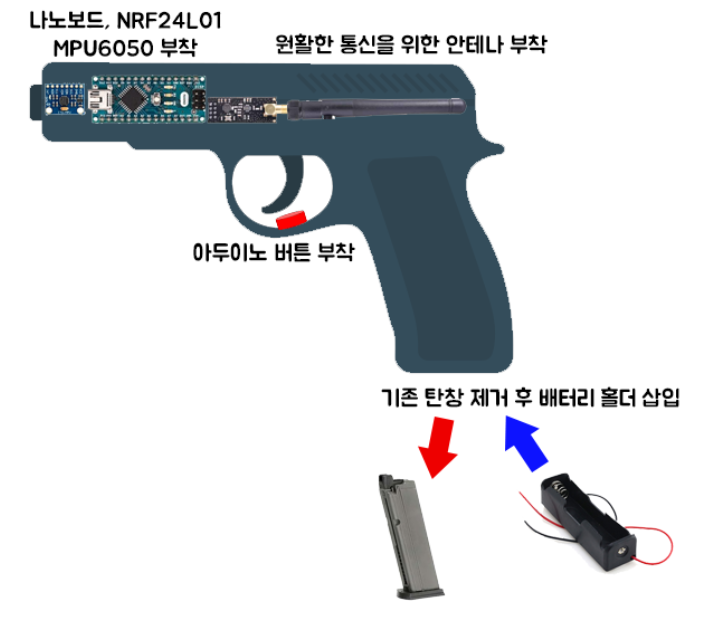 나노보드, NRF24L01
MPU6050 부착
원활한 통신을 위한 안테나 부착
아두이노 버튼 부착
기존 탄창 제거 후 배터리 홀더 삽입